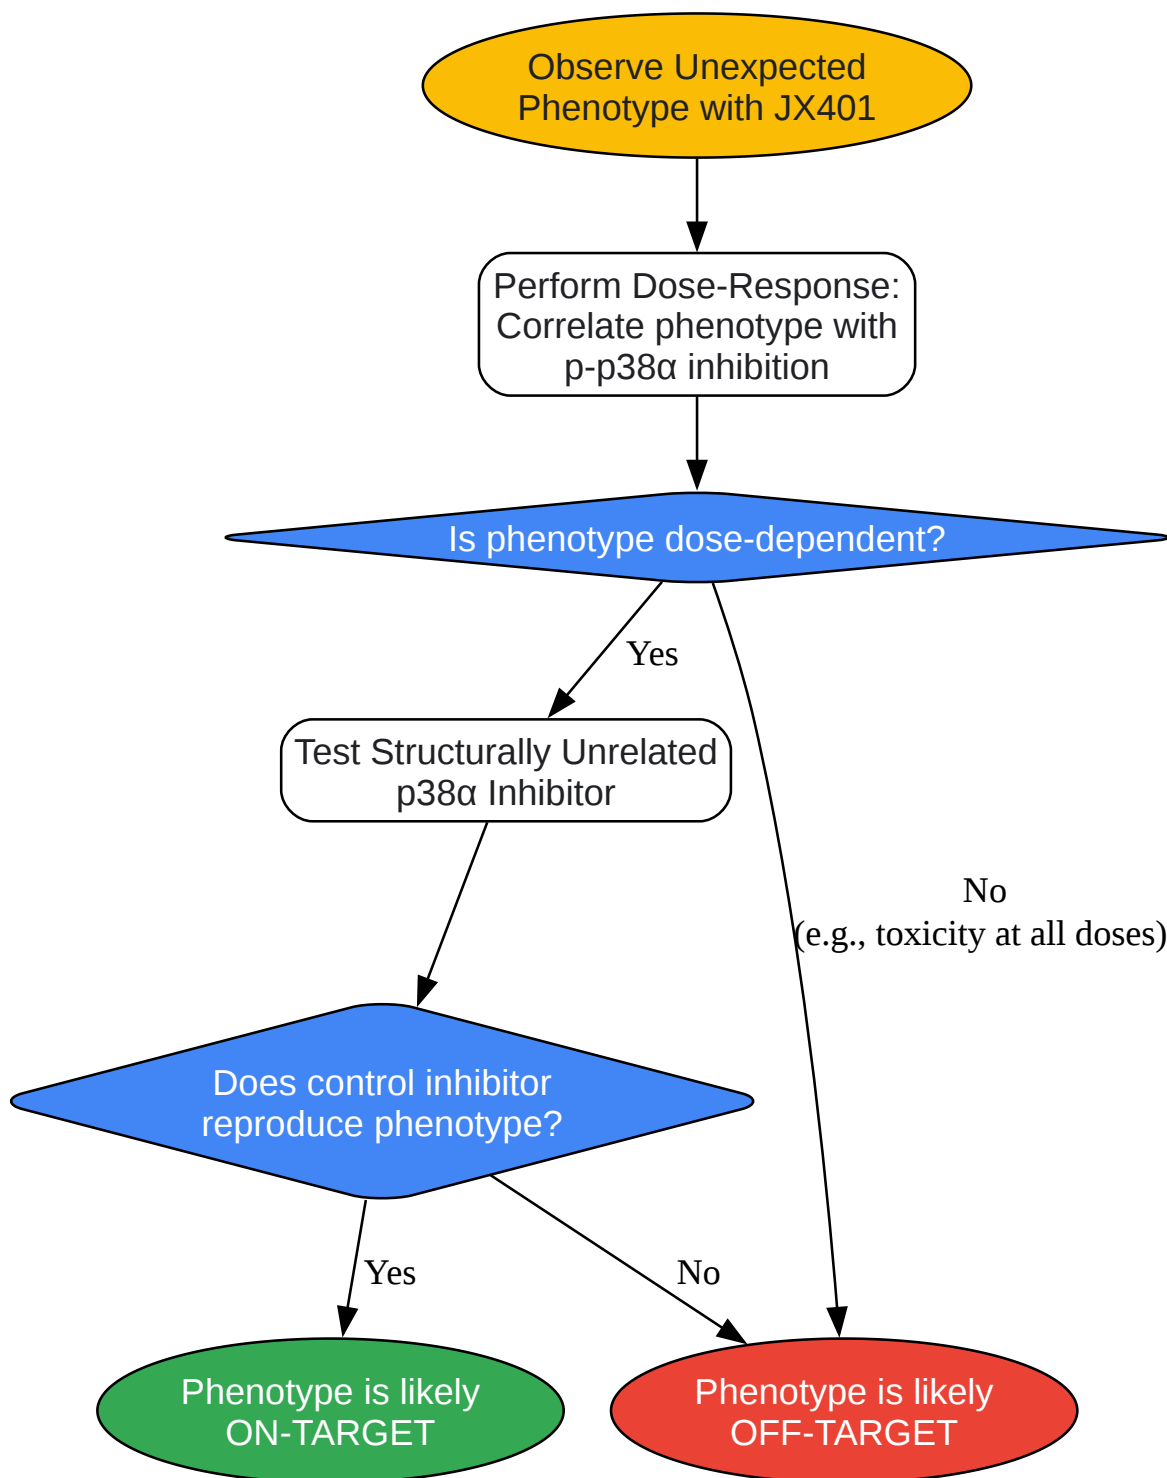 Observe Unexpected
Phenotype with JX401
Perform Dose-Response:
Correlate phenotype with
p-p38α inhibition
Is phenotype dose-dependent?
Yes
Test Structurally Unrelated
p38α Inhibitor
No
(e.g., toxicity at all doses)
Does control inhibitor
reproduce phenotype?
Yes
No
Phenotype is likely
ON-TARGET
Phenotype is likely
OFF-TARGET